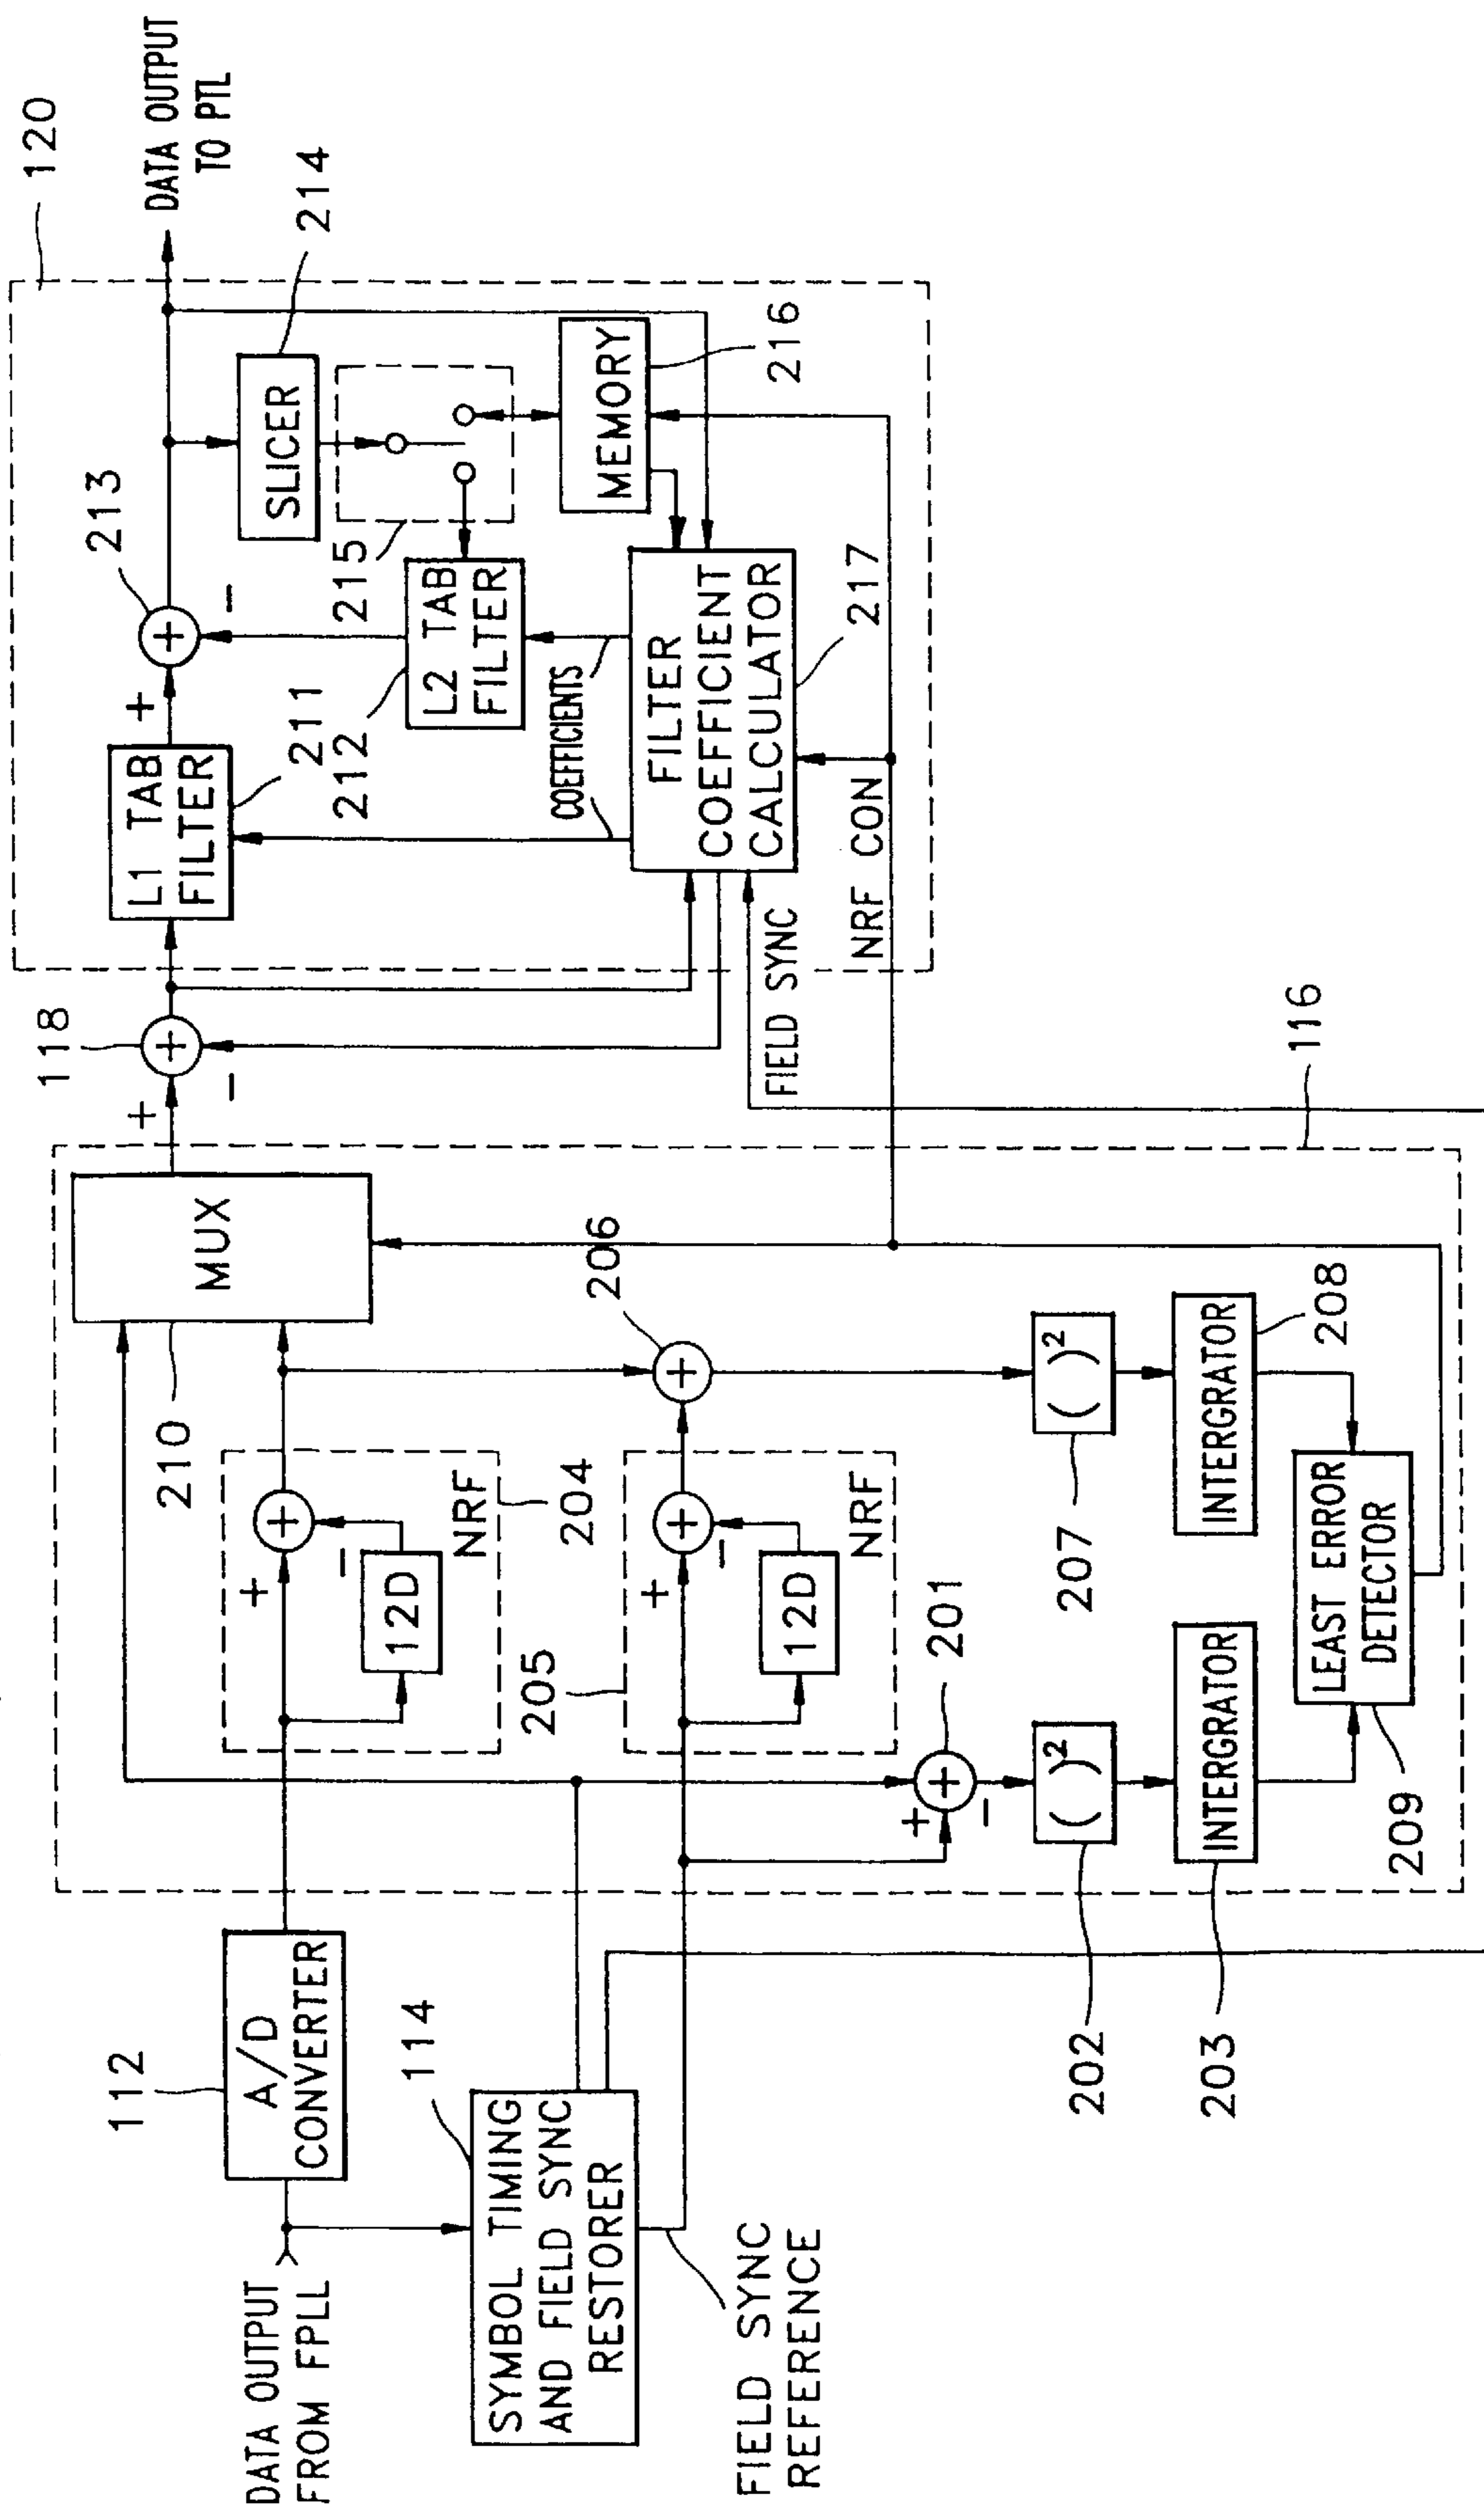 DATA OUTPUT
FROM FPLL
112
A/D
CONVERTER
114
SYMBOL TIMING
AND FIELD SYNC
RESTORER
FIELD SYNC
REFERENCE
116
210
MUX
+
+
−
12D
NRF
204
205
+
+
−
12D
NRF
206
+
201
+
+
−
202
( )²
203
INTERGRATOR
207
( )²
208
INTERGRATOR
209
LEAST ERROR
DETECTOR
118
+
+
−
FIELD SYNC
NRF CON
120
L1 TAB
FILTER
211
+
+
−
213
L2 TAB
FILTER
212
COEFFICIENTS
FILTER
COEFFICIENT
CALCULATOR
217
SLICER
214
215
MEMORY
216
DATA OUTPUT
TO PTL